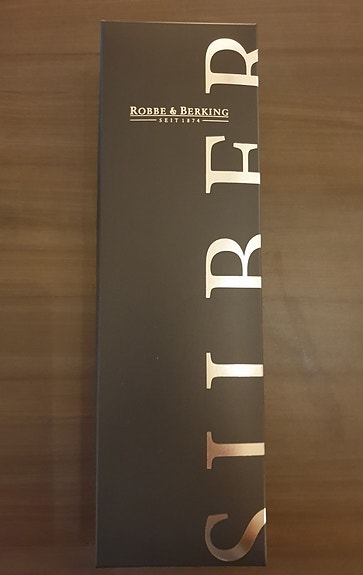 ROBBE & BERKING
SEIT 1874
SILBER